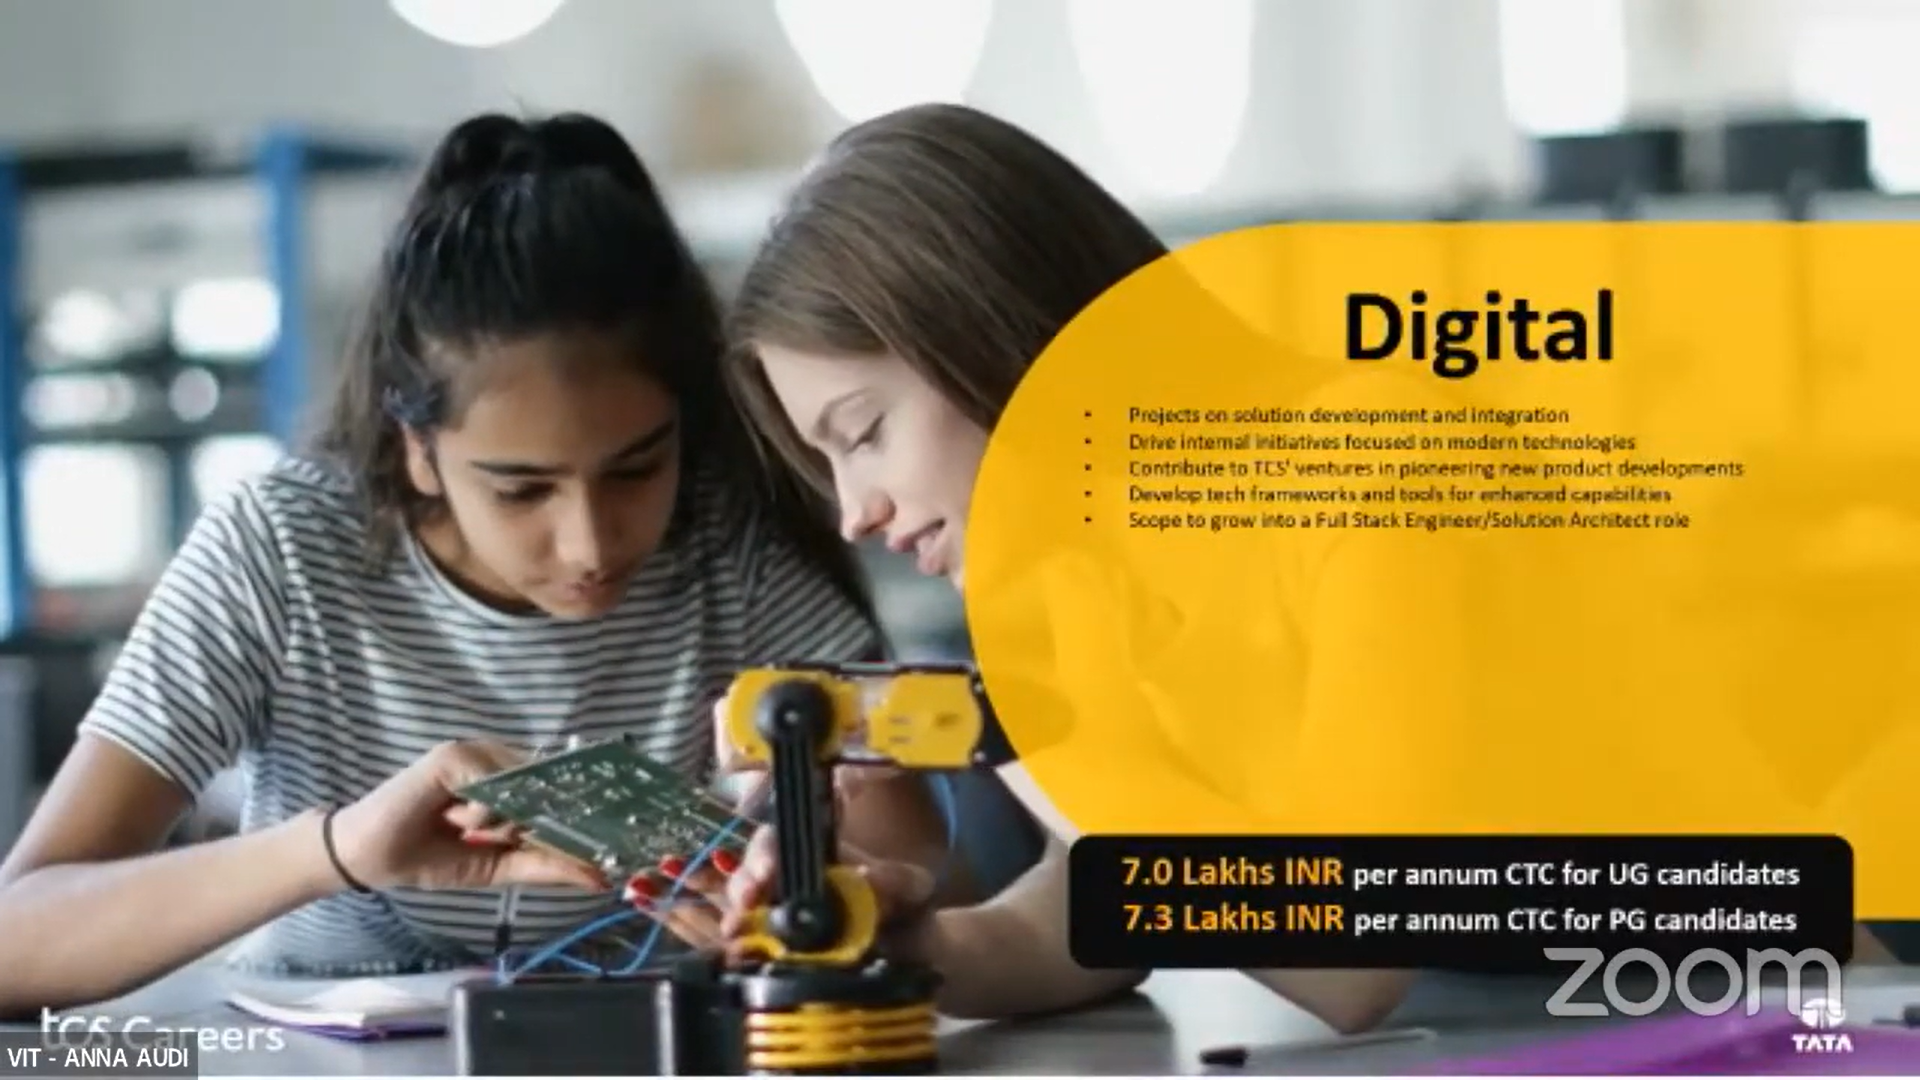 Digital
• Projects on solution development and integration
• Drive internal initiatives focused on modern technologies
• Contribute to TCS' ventures in pioneering new product developments
• Develop tech frameworks and tools for enhanced capabilities
• Scope to grow into a Full Stack Engineer/Solution Architect role
7.0 Lakhs INR per annum CTC for UG candidates
7.3 Lakhs INR per annum CTC for PG candidates
zoom
TATA
tcs Careers
VIT - ANNA AUDI